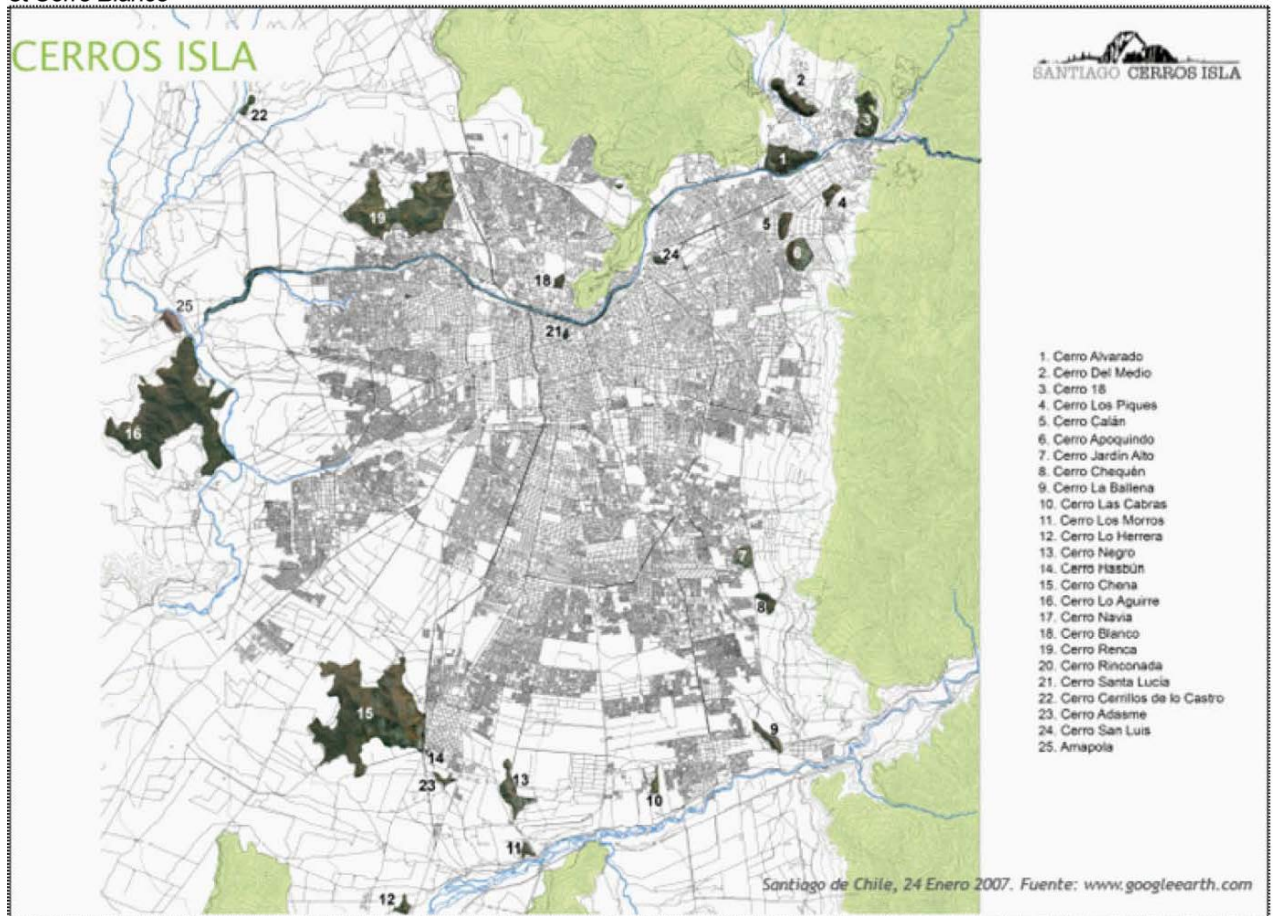 CERROS ISLA
SANTIAGO CERROS ISLA
22
2
3
1
19
4
5
6
24
18
25
21
16
7
8
15
9
14
23
13
10
11
12
1. Cerro Alvarado
2. Cerro Del Medio
3. Cerro 18
4. Cerro Los Piques
5. Cerro Calán
6. Cerro Apoquindo
7. Cerro Jardín Alto
8. Cerro Chequén
9. Cerro La Ballena
10. Cerro Las Cabras
11. Cerro Los Morros
12. Cerro Lo Herrera
13. Cerro Negro
14. Cerro Hasbún
15. Cerro Chena
16. Cerro Lo Aguirre
17. Cerro Navia
18. Cerro Blanco
19. Cerro Renca
20. Cerro Rinconada
21. Cerro Santa Lucía
22. Cerro Cerrillos de lo Castro
23. Cerro Adasme
24. Cerro San Luis
25. Amapola
Santiago de Chile, 24 Enero 2007. Fuente: www.googleearth.com